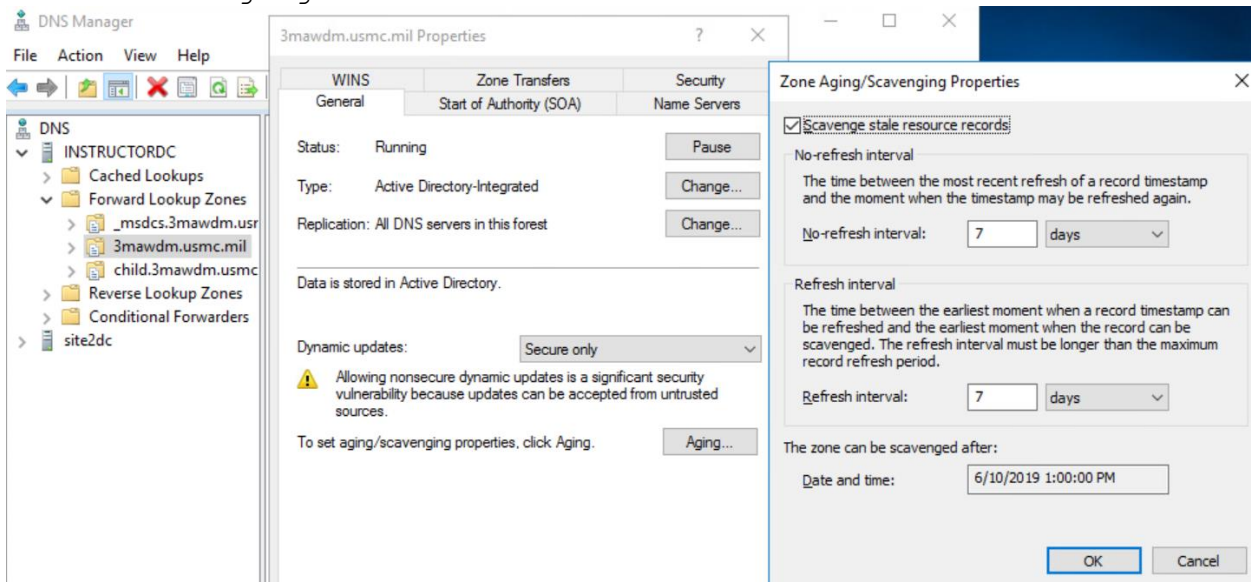 DNS Manager
File Action View Help
DNS
INSTRUCTORDC
Cached Lookups
Forward Lookup Zones
_msdcs.3mawdm.usr
3mawdm.usmc.mil
child.3mawdm.usmc
Reverse Lookup Zones
Conditional Forwarders
site2dc
3mawdm.usmc.mil Properties
WINS Zone Transfers Security
General Start of Authority (SOA) Name Servers
Status: Running Pause
Type: Active Directory-Integrated Change...
Replication: All DNS servers in this forest Change...
Data is stored in Active Directory.
Dynamic updates: Secure only
Allowing nonsecure dynamic updates is a significant security
vulnerability because updates can be accepted from untrusted
sources.
To set aging/scavenging properties, click Aging. Aging...
Zone Aging/Scavenging Properties
Scavenge stale resource records
No-refresh interval
The time between the most recent refresh of a record timestamp
and the moment when the timestamp may be refreshed again.
No-refresh interval: 7 days
Refresh interval
The time between the earliest moment when a record timestamp can
be refreshed and the earliest moment when the record can be
scavenged. The refresh interval must be longer than the maximum
record refresh period.
Refresh interval: 7 days
The zone can be scavenged after:
Date and time: 6/10/2019 1:00:00 PM
OK Cancel